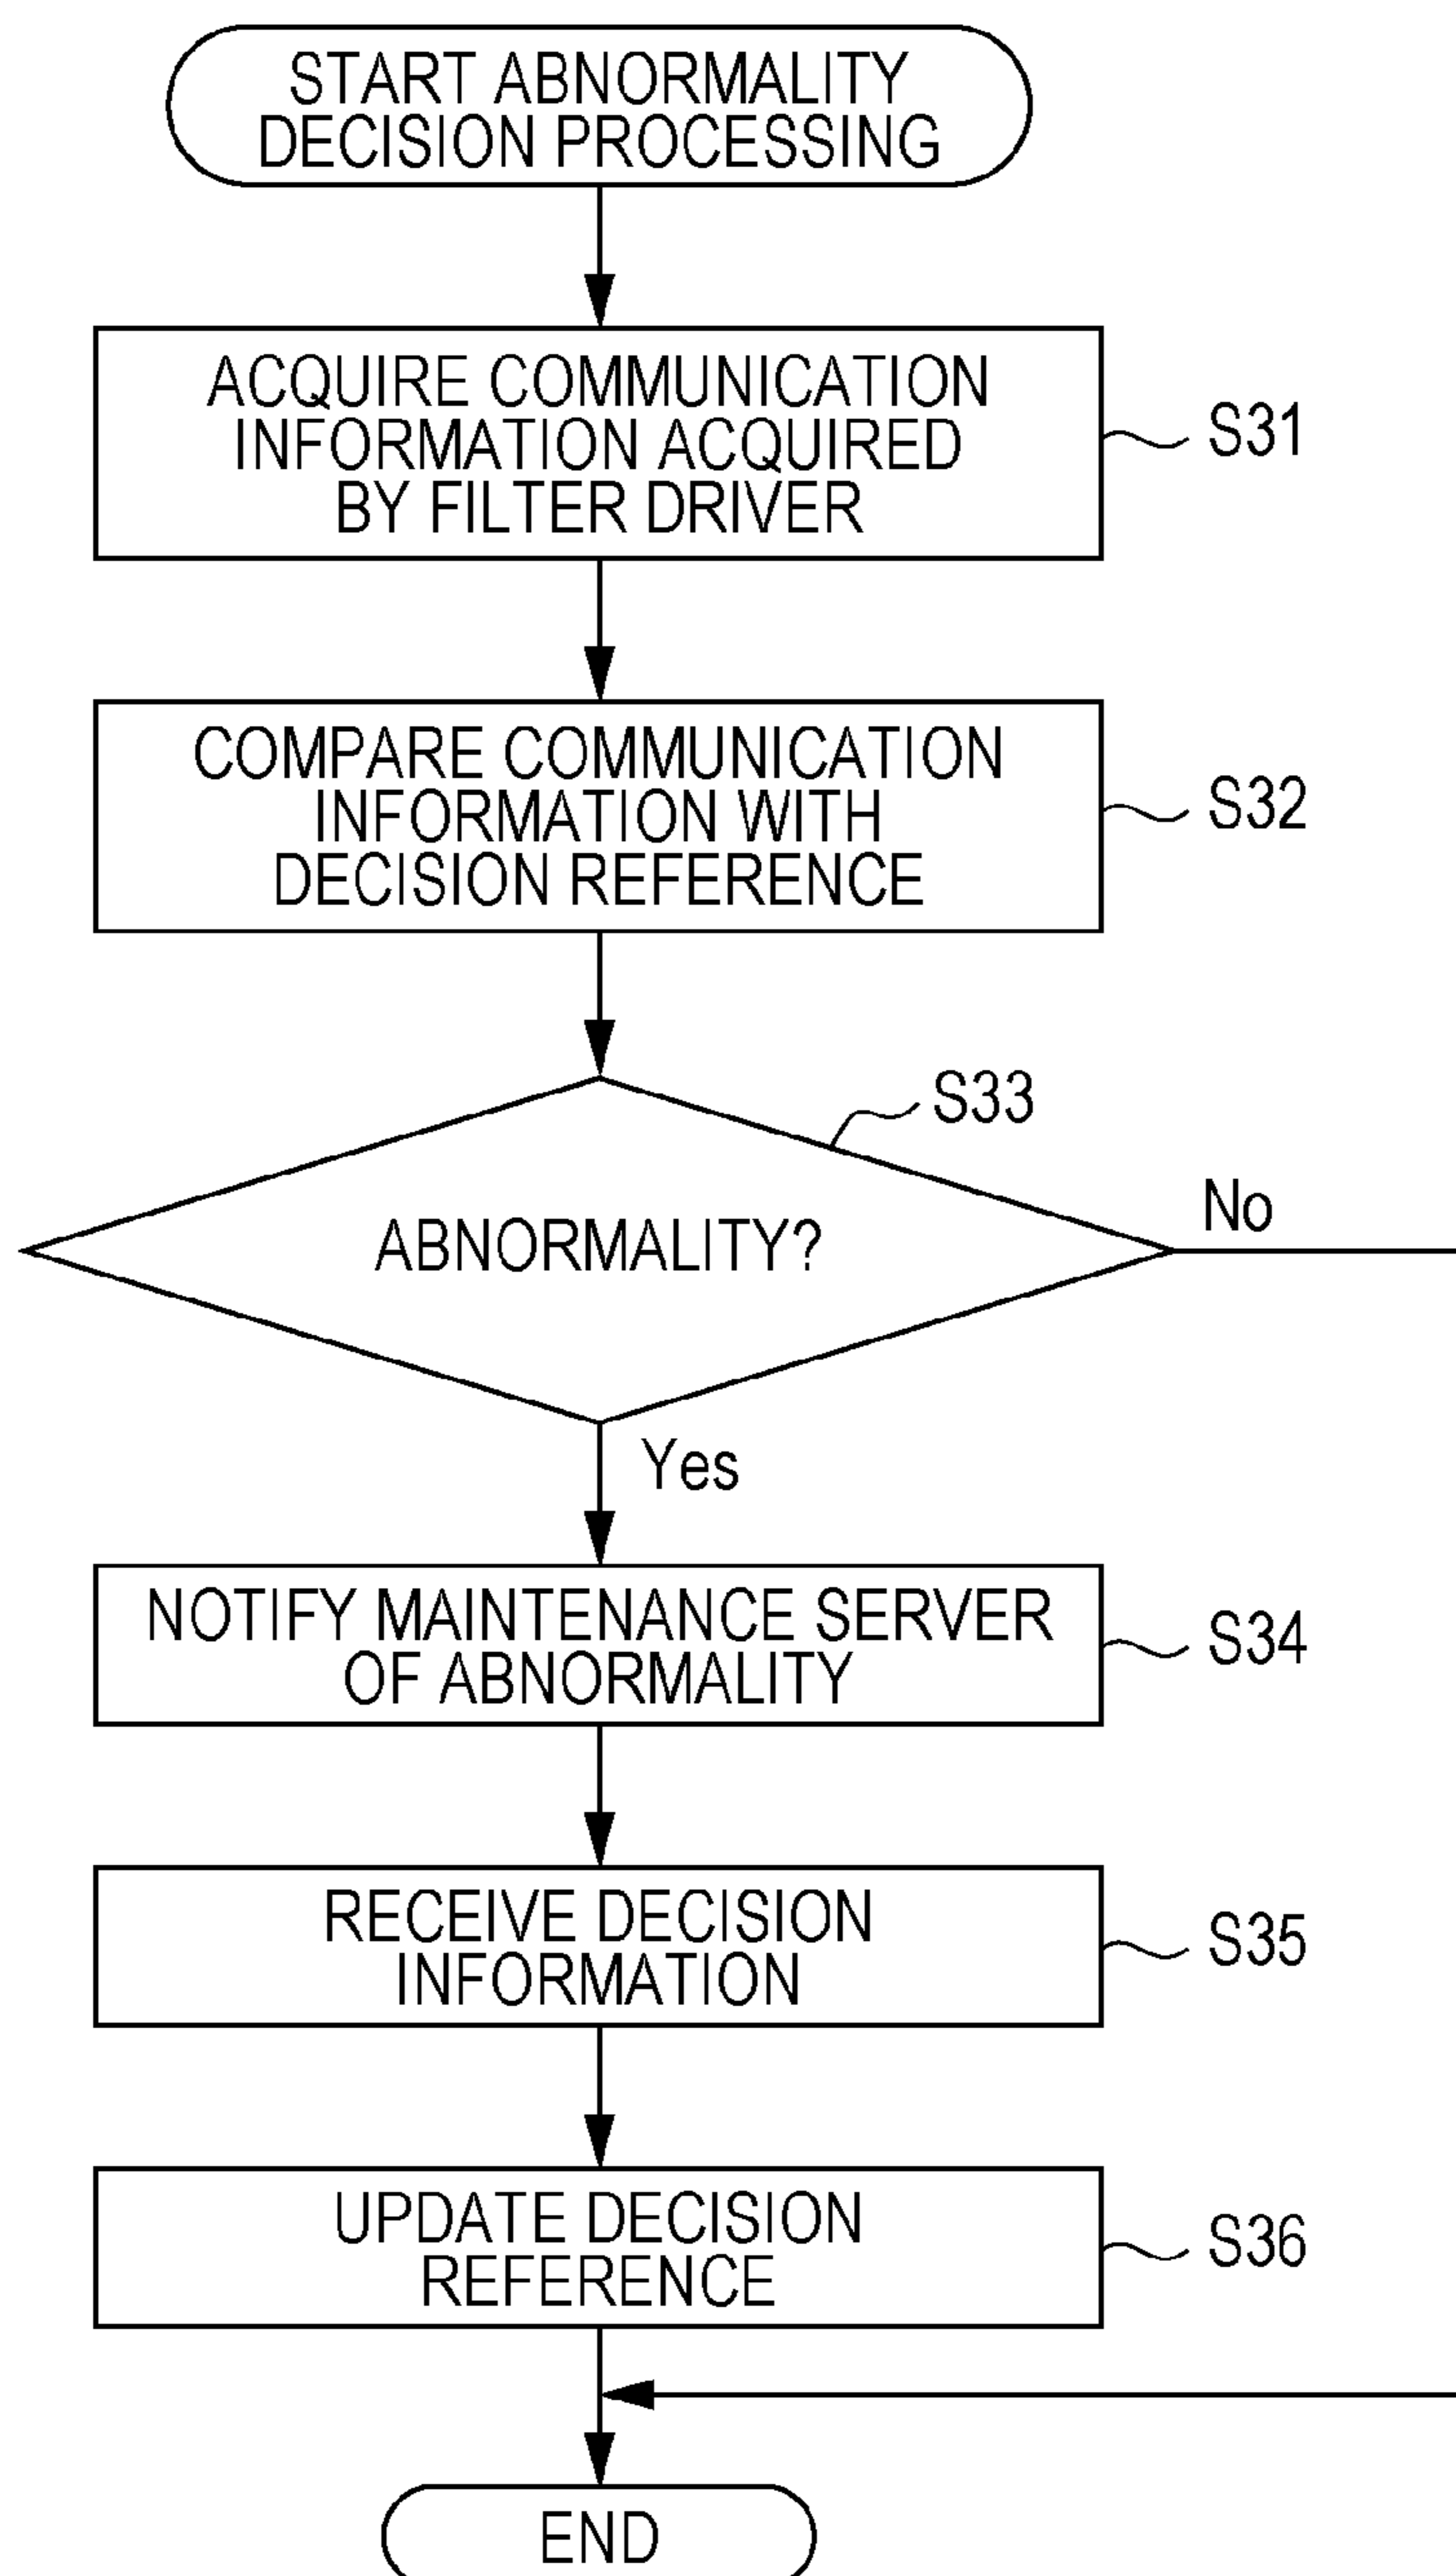 START ABNORMALITY
DECISION PROCESSING
ACQUIRE COMMUNICATION
INFORMATION ACQUIRED
BY FILTER DRIVER
S31
COMPARE COMMUNICATION
INFORMATION WITH
DECISION REFERENCE
S32
S33
ABNORMALITY?
No
Yes
NOTIFY MAINTENANCE SERVER
OF ABNORMALITY
S34
RECEIVE DECISION
INFORMATION
S35
UPDATE DECISION
REFERENCE
S36
END